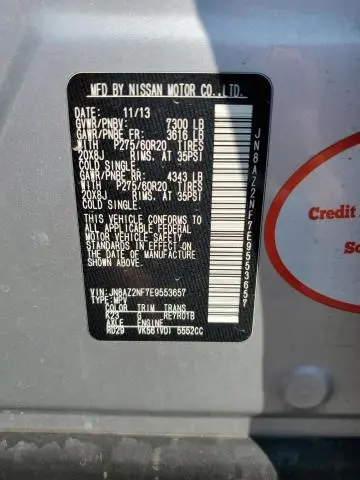 MFD BY NISSAN MOTOR CO.,LTD.
DATE: 11/13
GVWR/PNBV: 7300 LB
GAWR/PNBE FR: 3616 LB
WITH P275/60R20 TIRES
20X8J RIMS. AT 35PSI
COLD SINGLE.
GAWR/PNBE RR: 4343 LB
WITH P275/60R20 TIRES
20X8J RIMS. AT 35PSI
COLD SINGLE.
THIS VEHICLE CONFORMS TO
ALL APPLICABLE FEDERAL
MOTOR VEHICLE SAFETY
STANDARDS IN EFFECT ON
THE DATE OF MANUFACTURE
SHOWN ABOVE.
VIN: JN8AZ2NF7E9553657
TYPE: MPV
COLOR TRIM TRANS
K23 G RE7R01B
AXLE ENGINE
RD29 VK56(VD) 5552CC
JN8AZ2NF7E9553657
Credit